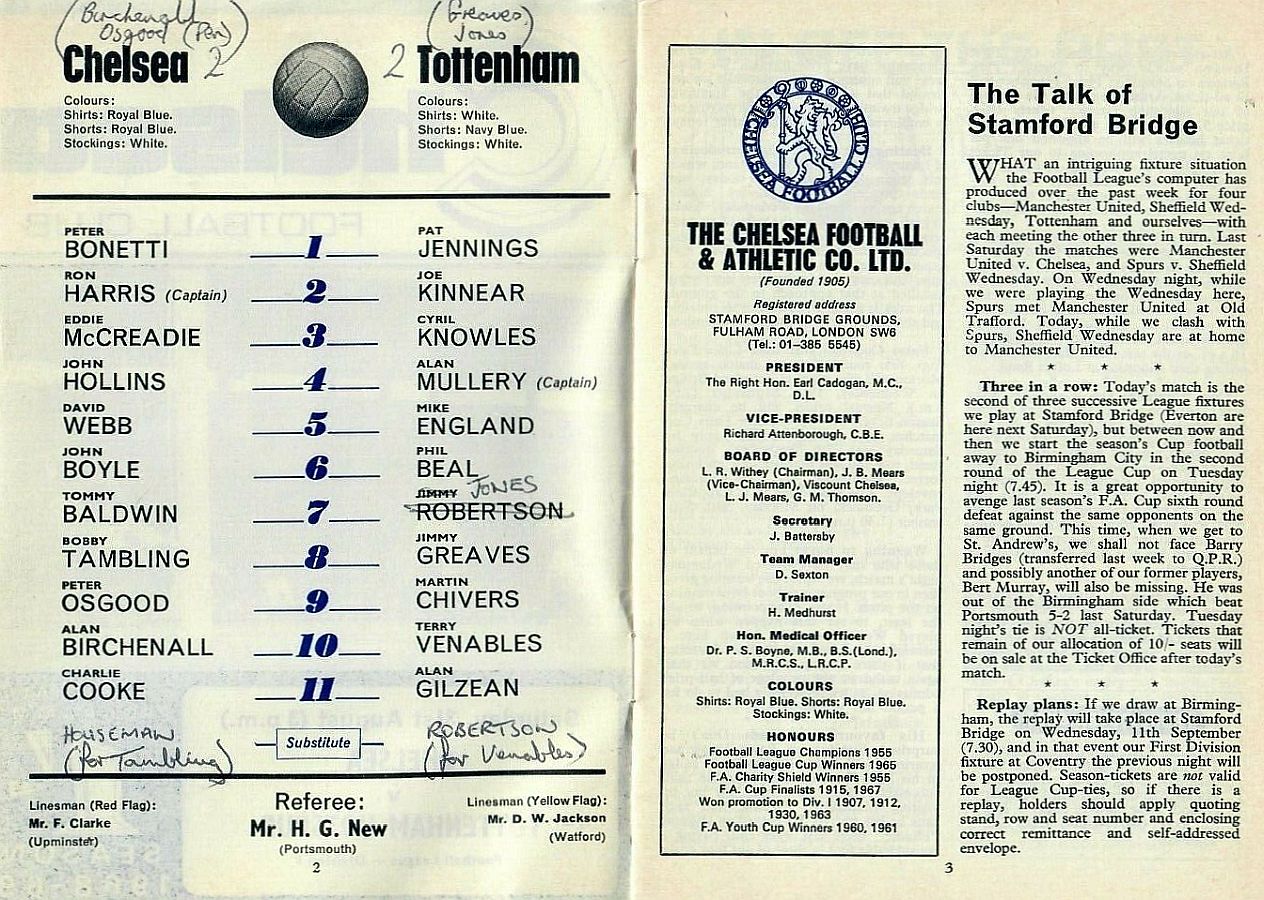 (Birchenall
Osgood (Pen))
Chelsea 2
Colours:
Shirts: Royal Blue.
Shorts: Royal Blue.
Stockings: White.
(Greaves,
Jones)
2 Tottenham
Colours:
Shirts: White.
Shorts: Navy Blue.
Stockings: White.
PETER
BONETTI 1 PAT
JENNINGS
RON
HARRIS (Captain) 2 JOE
KINNEAR
EDDIE
McCREADIE 3 CYRIL
KNOWLES
JOHN
HOLLINS 4 ALAN
MULLERY (Captain)
DAVID
WEBB 5 MIKE
ENGLAND
JOHN
BOYLE 6 PHIL
BEAL
TOMMY
BALDWIN 7 JIMMY JONES
ROBERTSON
BOBBY
TAMBLING 8 JIMMY
GREAVES
PETER
OSGOOD 9 MARTIN
CHIVERS
ALAN
BIRCHENALL 10 TERRY
VENABLES
CHARLIE
COOKE 11 ALAN
GILZEAN
HOUSEMAN
(for Tambling)
Substitute
ROBERTSON
(for Venables)
Linesman (Red Flag):
Mr. F. Clarke
(Upminster)
Referee:
Mr. H. G. New
(Portsmouth)
Linesman (Yellow Flag):
Mr. D. W. Jackson
(Watford)
2
CHELSEA FOOTBALL CLUB
THE CHELSEA FOOTBALL
& ATHLETIC CO. LTD.
(Founded 1905)
Registered address
STAMFORD BRIDGE GROUNDS,
FULHAM ROAD, LONDON SW6
(Tel.: 01-385 5545)
PRESIDENT
The Right Hon. Earl Cadogan, M.C.,
D.L.
VICE-PRESIDENT
Richard Attenborough, C.B.E.
BOARD OF DIRECTORS
L. R. Withey (Chairman), J. B. Mears
(Vice-Chairman), Viscount Chelsea,
L. J. Mears, G. M. Thomson.
Secretary
J. Battersby
Team Manager
D. Sexton
Trainer
H. Medhurst
Hon. Medical Officer
Dr. P. S. Boyne, M.B., B.S.(Lond.),
M.R.C.S., L.R.C.P.
COLOURS
Shirts: Royal Blue. Shorts: Royal Blue.
Stockings: White.
HONOURS
Football League Champions 1955
Football League Cup Winners 1965
F.A. Charity Shield Winners 1955
F.A. Cup Finalists 1915, 1967
Won promotion to Div. I 1907, 1912,
1930, 1963
F.A. Youth Cup Winners 1960, 1961
The Talk of
Stamford Bridge
WHAT an intriguing fixture situation
the Football League's computer has
produced over the past week for four
clubs—Manchester United, Sheffield Wed-
nesday, Tottenham and ourselves—with
each meeting the other three in turn. Last
Saturday the matches were Manchester
United v. Chelsea, and Spurs v. Sheffield
Wednesday. On Wednesday night, while
we were playing the Wednesday here,
Spurs met Manchester United at Old
Trafford. Today, while we clash with
Spurs, Sheffield Wednesday are at home
to Manchester United.
* * *
Three in a row: Today's match is the
second of three successive League fixtures
we play at Stamford Bridge (Everton are
here next Saturday), but between now and
then we start the season's Cup football
away to Birmingham City in the second
round of the League Cup on Tuesday
night (7.45). It is a great opportunity to
avenge last season's F.A. Cup sixth round
defeat against the same opponents on the
same ground. This time, when we get to
St. Andrew's, we shall not face Barry
Bridges (transferred last week to Q.P.R.)
and possibly another of our former players,
Bert Murray, will also be missing. He was
out of the Birmingham side which beat
Portsmouth 5-2 last Saturday. Tuesday
night's tie is NOT all-ticket. Tickets that
remain of our allocation of 10/- seats will
be on sale at the Ticket Office after today's
match.
* * *
Replay plans: If we draw at Birming-
ham, the replay will take place at Stamford
Bridge on Wednesday, 11th September
(7.30), and in that event our First Division
fixture at Coventry the previous night will
be postponed. Season-tickets are not valid
for League Cup-ties, so if there is a
replay, holders should apply quoting
stand, row and seat number and enclosing
correct remittance and self-addressed
envelope.
3